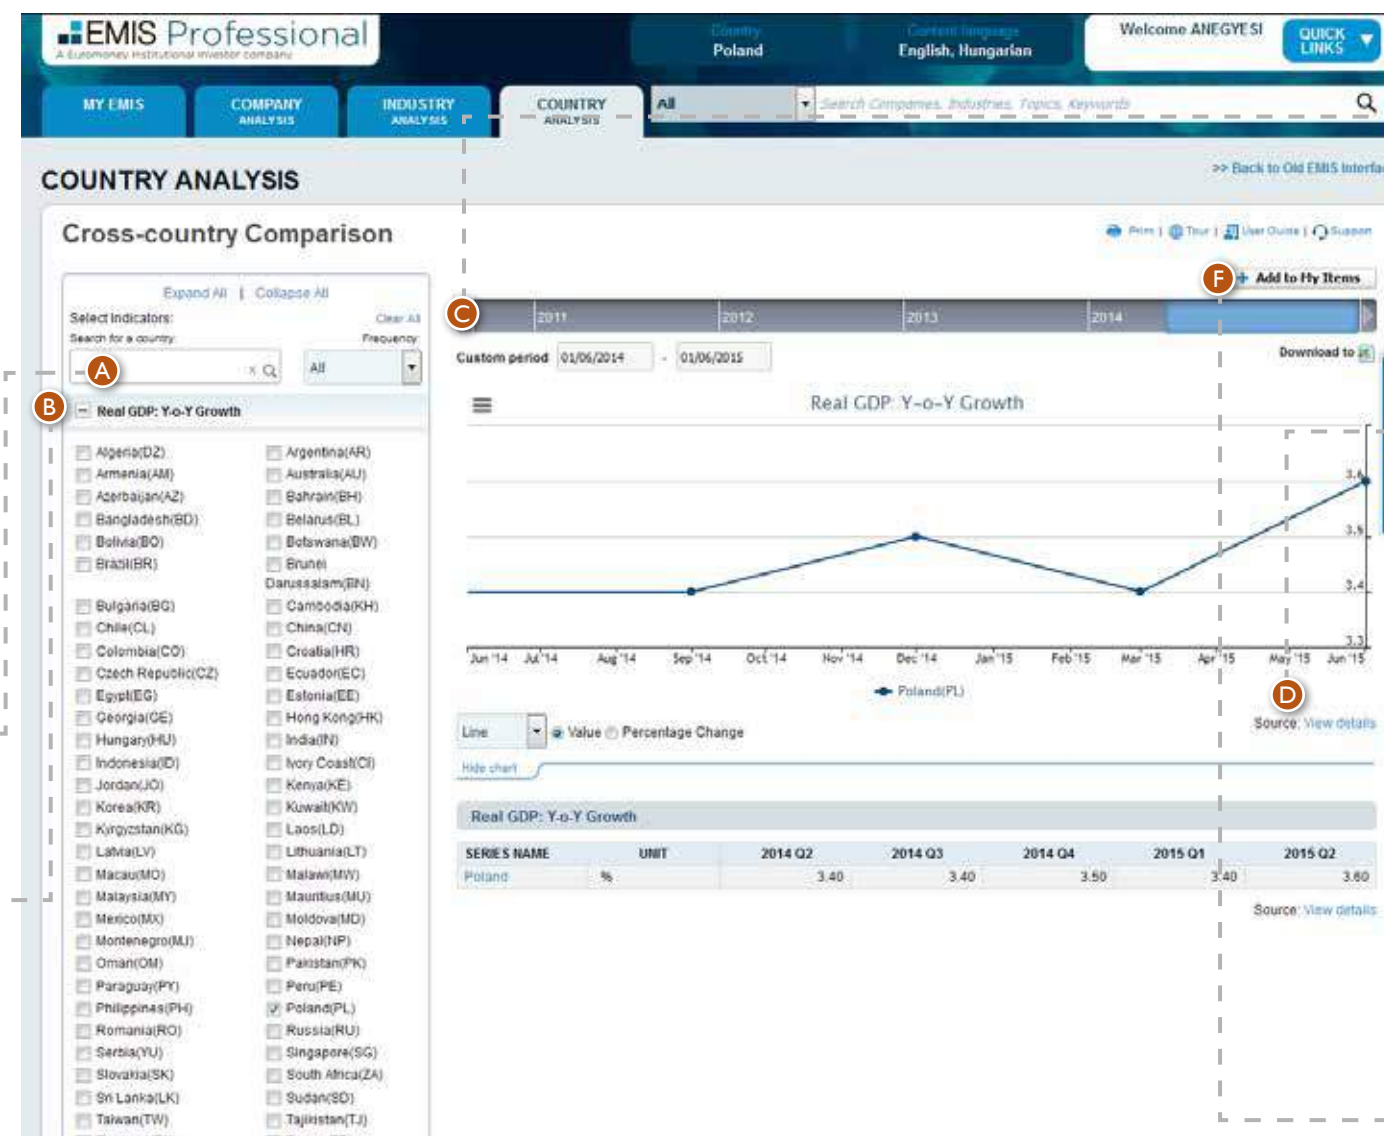 EMIS Professional
A Euromoney Institutional Investor company
Country
Poland
Content language
English, Hungarian
Welcome ANEGYESI
QUICK LINKS
MY EMIS
COMPANY ANALYSIS
INDUSTRY ANALYSIS
COUNTRY ANALYSIS
All
Search Companies, Industries, Topics, Keywords
COUNTRY ANALYSIS
>> Back to Old EMIS Interfa
Cross-country Comparison
Print | Tour | User Guide | Support
Expand All | Collapse All
Select Indicators:
Clear All
Search for a country
Frequency
A
x
All
B
Real GDP: Y-o-Y Growth
Algeria(DZ) Argentina(AR)
Armenia(AM) Australia(AU)
Azerbaijan(AZ) Bahrain(BH)
Bangladesh(BD) Belarus(BL)
Bolivia(BO) Botswana(BW)
Brazil(BR) Brunei
Darussalam(BN)
Bulgaria(BG) Cambodia(KH)
Chile(CL) China(CN)
Colombia(CO) Croatia(HR)
Czech Republic(CZ) Ecuador(EC)
Egypt(EG) Estonia(EE)
Georgia(GE) Hong Kong(HK)
Hungary(HU) India(IN)
Indonesia(ID) Ivory Coast(CI)
Jordan(JO) Kenya(KE)
Korea(KR) Kuwait(KW)
Kyrgyzstan(KG) Laos(LD)
Latvia(LV) Lithuania(LT)
Macau(MO) Malawi(MW)
Malaysia(MY) Mauritius(MU)
Mexico(MX) Moldova(MD)
Montenegro(MJ) Nepal(NP)
Oman(OM) Pakistan(PK)
Paraguay(PY) Peru(PE)
Philippines(PH) Poland(PL)
Romania(RO) Russia(RU)
Serbia(YU) Singapore(SG)
Slovakia(SK) South Africa(ZA)
Sri Lanka(LK) Sudan(SD)
Taiwan(TW) Tajikistan(TJ)
F
+ Add to My Items
C
2011 2012 2013 2014
Custom period 01/06/2014 - 01/06/2015
Download to
Real GDP: Y-o-Y Growth
3.6
3.5
3.4
3.3
Jun '14 Jul '14 Aug '14 Sep '14 Oct '14 Nov '14 Dec '14 Jan '15 Feb '15 Mar '15 Apr '15 May '15 Jun '15
Poland(PL)
D
Source: View details
Line Value Percentage Change
Hide chart
Real GDP: Y-o-Y Growth
SERIES NAME UNIT 2014 Q2 2014 Q3 2014 Q4 2015 Q1 2015 Q2
Poland % 3.40 3.40 3.50 3.40 3.60
Source: View details